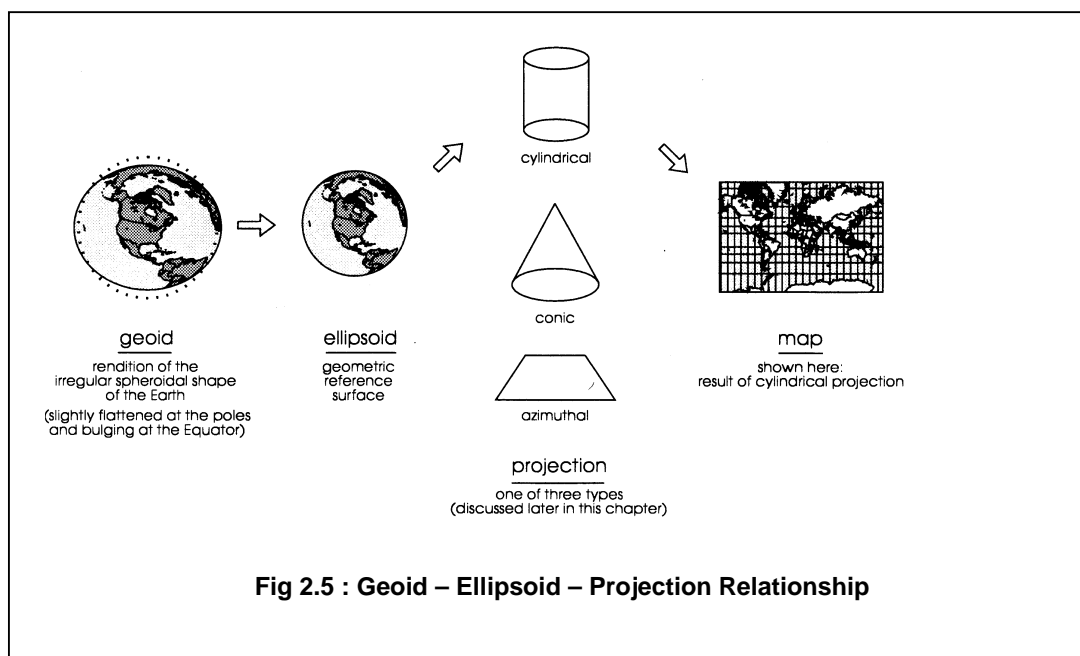 cylindrical
conic
azimuthal
geoid
rendition of the
irregular spheroidal shape
of the Earth
(slightly flattened at the poles
and bulging at the Equator)
ellipsoid
geometric
reference
surface
projection
one of three types
(discussed later in this chapter)
map
shown here:
result of cylindrical projection
Fig 2.5 : Geoid – Ellipsoid – Projection Relationship